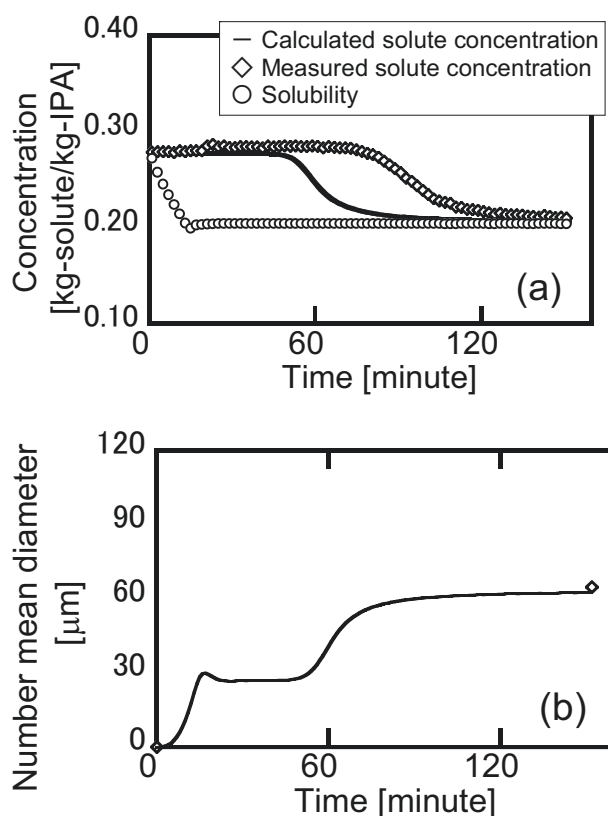 0.40
— Calculated solute concentration
◇ Measured solute concentration
○ Solubility
0.30
0.20
0.10
Concentration
[kg-solute/kg-IPA]
(a)
0 60 120
Time [minute]
120
90
60
30
0
Number mean diameter
[μm]
(b)
0 60 120
Time [minute]